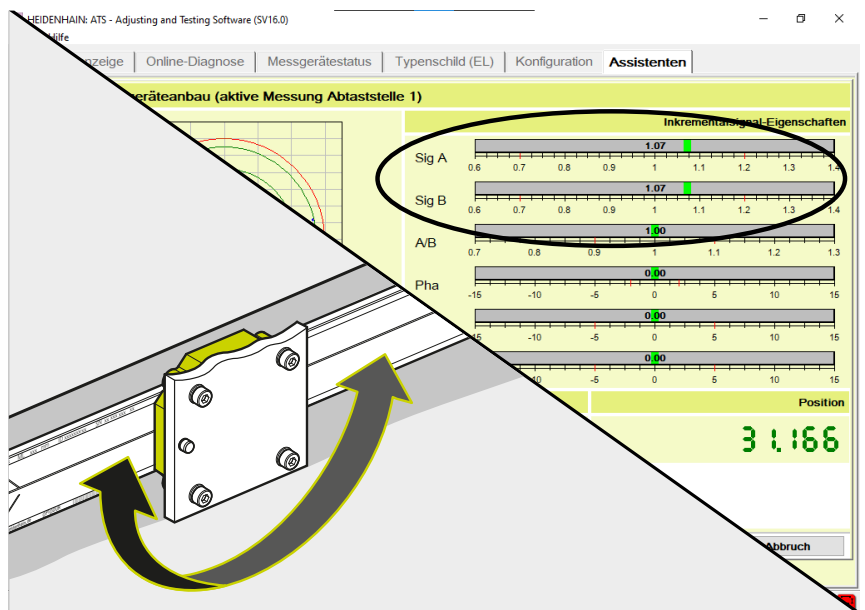 HEIDENHAIN: ATS - Adjusting and Testing Software (SV16.0)
Hilfe
Online-Diagnose Messgerätestatus Typenschild (EL) Konfiguration Assistenten
(aktive Messung Abtaststelle 1)
Inkrementalsignal-Eigenschaften
1.07
Sig A
0.6 0.7 0.8 0.9 1 1.1 1.2 1.3 1.4
1.07
Sig B
0.6 0.7 0.8 0.9 1 1.1 1.2 1.3 1.4
1.00
A/B
0.7 0.8 0.9 1 1.1 1.2 1.3
0.00
Pha
-15 -10 -5 0 5 10 15
0.00
-10 -5 0 5 10 15
0.00
-5 0 5 10 15
Position
31.166
Abbruch